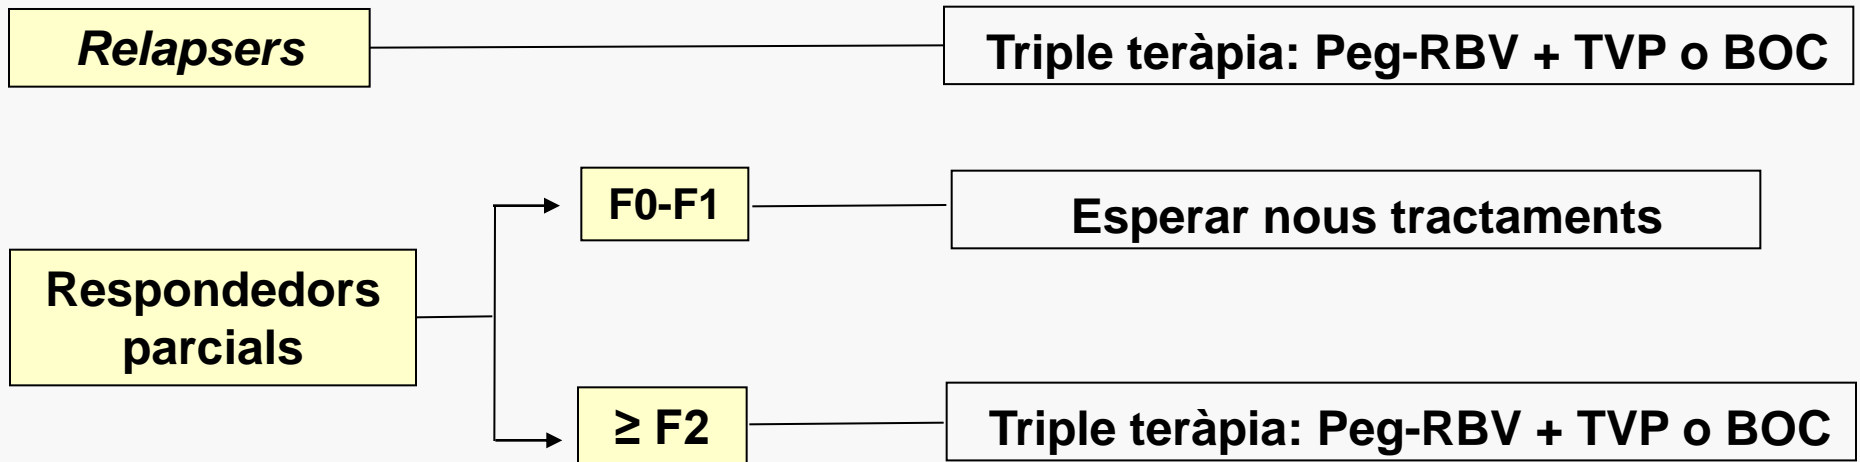 Relapsers
Triple teràpia: Peg-RBV + TVP o BOC
F0-F1
Esperar nous tractaments
Respondedors
parcials
≥ F2
Triple teràpia: Peg-RBV + TVP o BOC